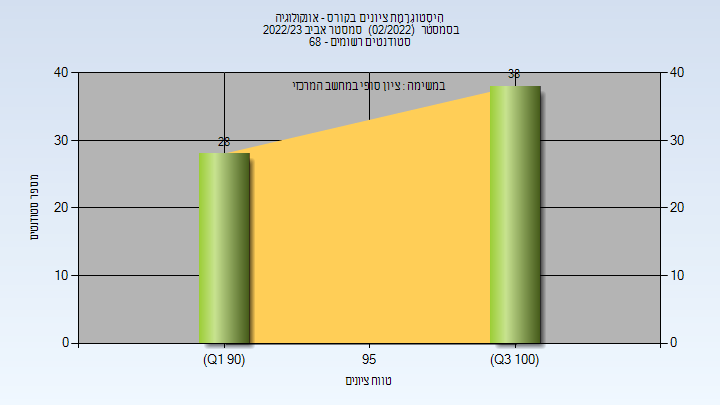 היסטוגרמת ציונים בקורס - אונקולוגיה
בסמסטר (02/2022) סמסטר אביב 2022/23
סטודנטים רשומים - 68
במשימה : ציון סופי במחשב המרכזי
40 40
30 30
20 20
10 10
0 0
28
38
מספר סטודנטים
(Q1 90) 95 (Q3 100)
טווח ציונים